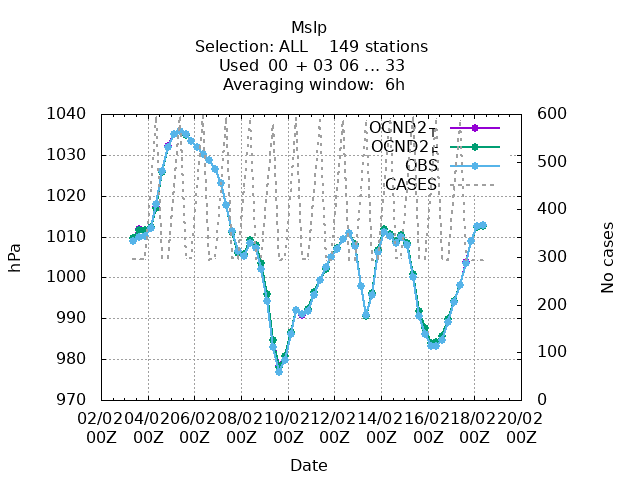 Mslp
Selection: ALL 149 stations
Used 00 + 03 06 ... 33
Averaging window: 6h
1040 600
OCND2_T
OCND2_F
1030 500
OBS
CASES
1020 400
1010 300
hPa
No cases
1000
990 200
980 100
970 0
02/02 04/02 06/02 08/02 10/02 12/02 14/02 16/02 18/02 20/02
00Z 00Z 00Z 00Z 00Z 00Z 00Z 00Z 00Z 00Z
Date